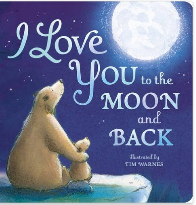 I Love
You to the
MOON
and
BACK
Illustrated by
TIM WARNES